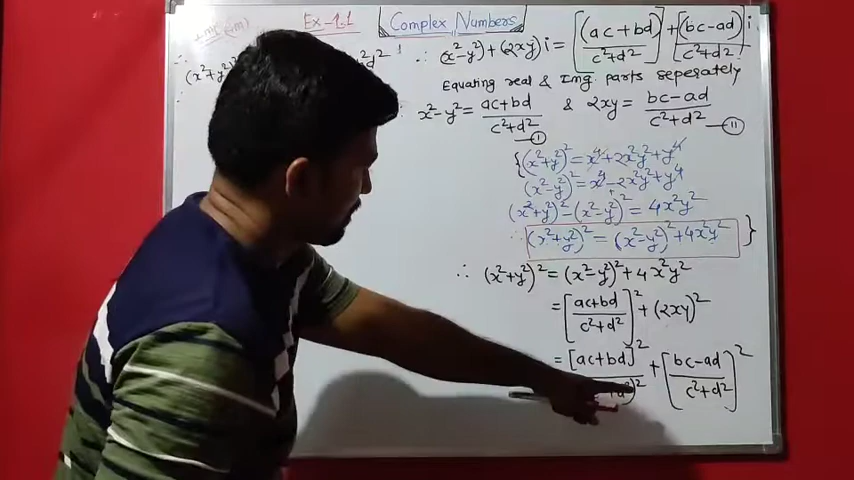 Ex-1.1
Complex Numbers
∴ (x²-y²)+(2xy)i = [(ac+bd)/(c²+d²)] + [(bc-ad)/(c²+d²)]i
Equating real & Img. parts seperately
x²-y² = (ac+bd)/(c²+d²) —(I) & 2xy = (bc-ad)/(c²+d²) —(II)
{(x²+y²)² = x⁴+2x²y²+y⁴
(x²-y²)² = x⁴-2x²y²+y⁴
(x²+y²)²-(x²-y²)² = 4x²y²
∴ (x²+y²)² = (x²-y²)²+4x²y² }
∴ (x²+y²)² = (x²-y²)²+4x²y²
= [(ac+bd)/(c²+d²)]² + (2xy)²
= [ac+bd]² + [(bc-ad)/(c²+d²)]²